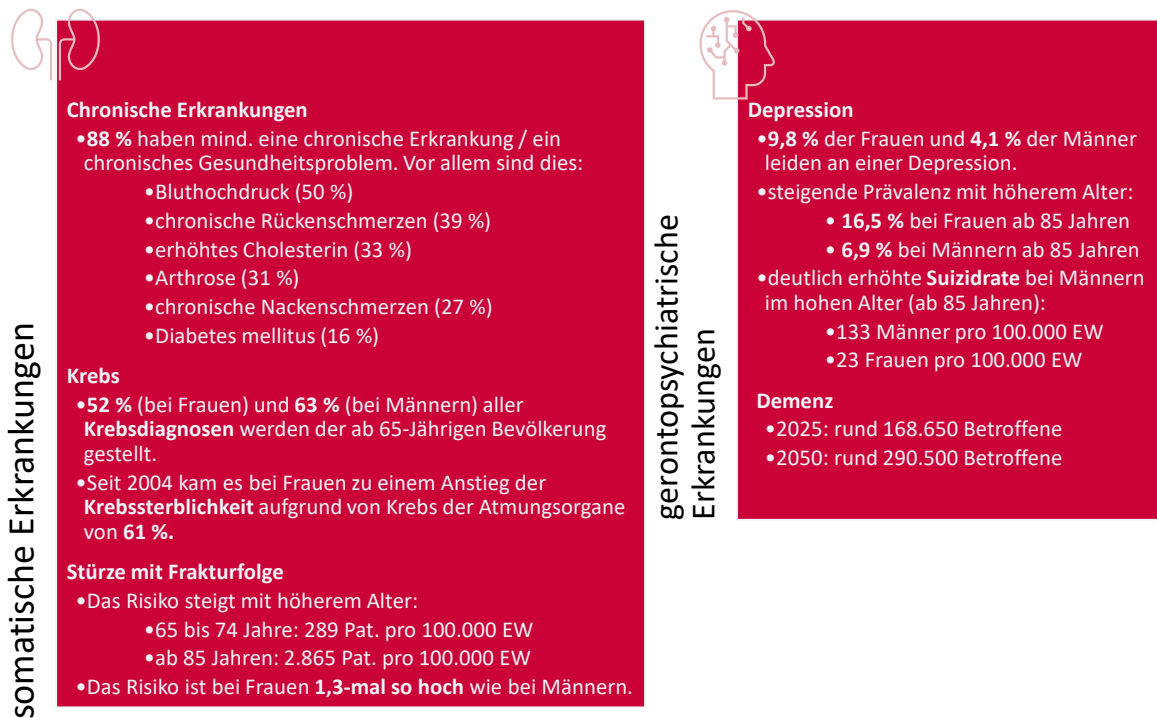 somatische Erkrankungen
Chronische Erkrankungen
•88 % haben mind. eine chronische Erkrankung / ein
chronisches Gesundheitsproblem. Vor allem sind dies:
•Bluthochdruck (50 %)
•chronische Rückenschmerzen (39 %)
•erhöhtes Cholesterin (33 %)
•Arthrose (31 %)
•chronische Nackenschmerzen (27 %)
•Diabetes mellitus (16 %)
Krebs
•52 % (bei Frauen) und 63 % (bei Männern) aller
Krebsdiagnosen werden der ab 65-Jährigen Bevölkerung
gestellt.
•Seit 2004 kam es bei Frauen zu einem Anstieg der
Krebssterblichkeit aufgrund von Krebs der Atmungsorgane
von 61 %.
Stürze mit Frakturfolge
•Das Risiko steigt mit höherem Alter:
•65 bis 74 Jahre: 289 Pat. pro 100.000 EW
•ab 85 Jahren: 2.865 Pat. pro 100.000 EW
•Das Risiko ist bei Frauen 1,3-mal so hoch wie bei Männern.
gerontopsychiatrische
Erkrankungen
Depression
•9,8 % der Frauen und 4,1 % der Männer
leiden an einer Depression.
•steigende Prävalenz mit höherem Alter:
• 16,5 % bei Frauen ab 85 Jahren
• 6,9 % bei Männern ab 85 Jahren
•deutlich erhöhte Suizidrate bei Männern
im hohen Alter (ab 85 Jahren):
•133 Männer pro 100.000 EW
•23 Frauen pro 100.000 EW
Demenz
•2025: rund 168.650 Betroffene
•2050: rund 290.500 Betroffene